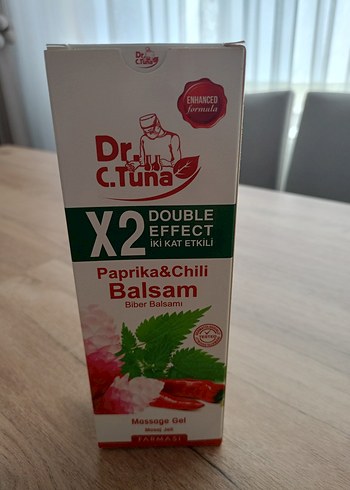 Dr.
C.Tuna
ENHANCED
formula
Dr.
C.Tuna
X2 DOUBLE
EFFECT
İKİ KAT ETKİLİ
Paprika&Chili
Balsam
Biber Balsamı
TESTED
Massage Gel
Masaj Jeli
FARMASi